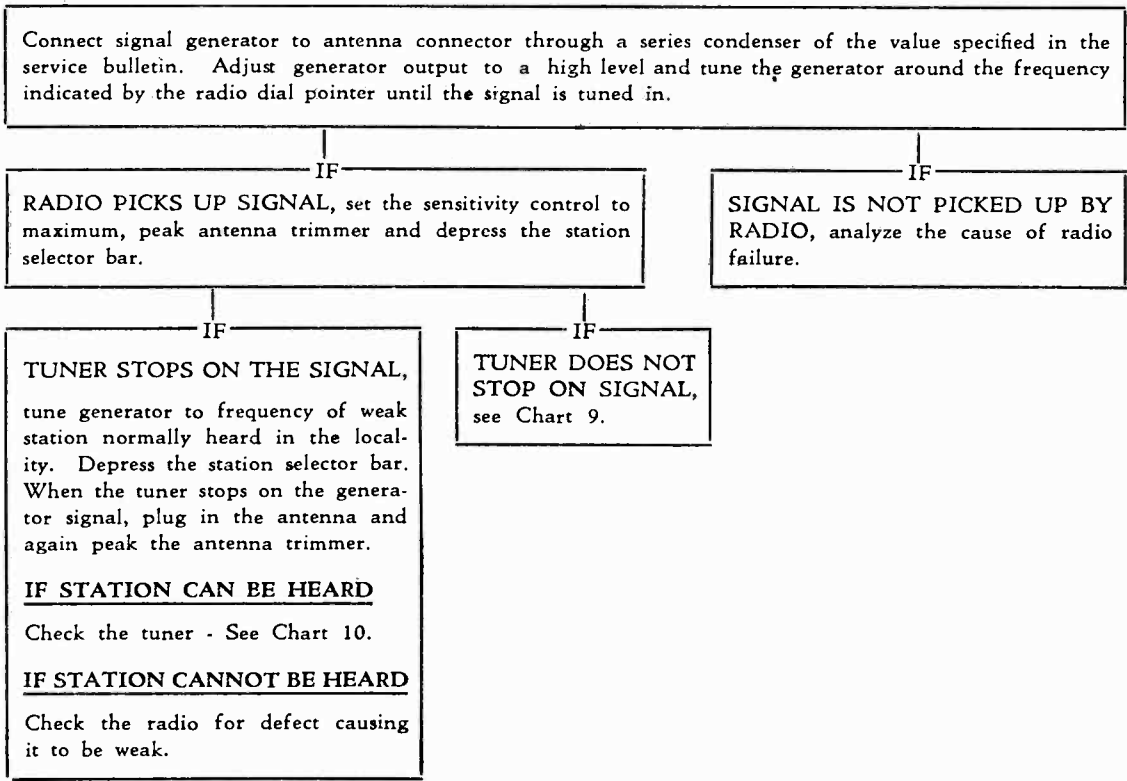 Connect signal generator to antenna connector through a series condenser of the value specified in the
service bulletin. Adjust generator output to a high level and tune the generator around the frequency
indicated by the radio dial pointer until the signal is tuned in.
IF
RADIO PICKS UP SIGNAL, set the sensitivity control to
maximum, peak antenna trimmer and depress the station
selector bar.
IF
SIGNAL IS NOT PICKED UP BY
RADIO, analyze the cause of radio
failure.
IF
TUNER STOPS ON THE SIGNAL,
tune generator to frequency of weak
station normally heard in the local-
ity. Depress the station selector bar.
When the tuner stops on the genera-
tor signal, plug in the antenna and
again peak the antenna trimmer.
IF STATION CAN BE HEARD
Check the tuner - See Chart 10.
IF STATION CANNOT BE HEARD
Check the radio for defect causing
it to be weak.
IF
TUNER DOES NOT
STOP ON SIGNAL,
see Chart 9.